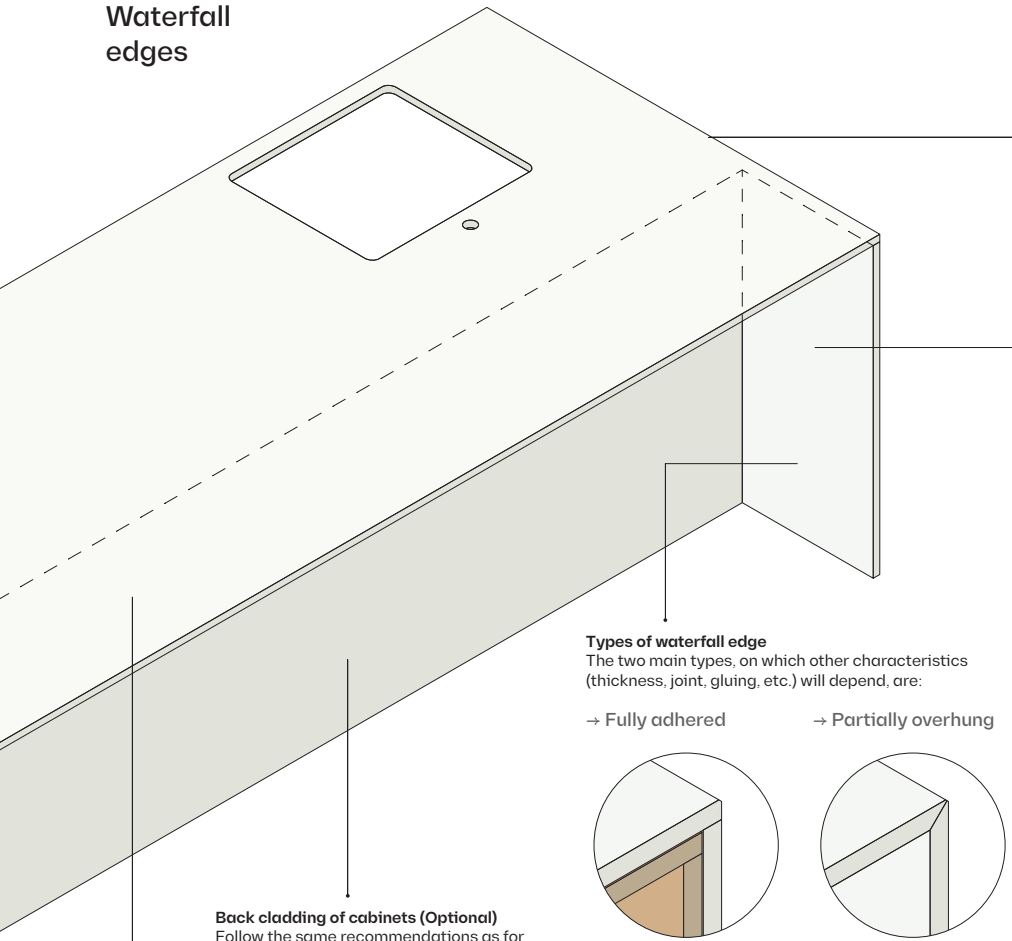 Waterfall
edges
Types of waterfall edge
The two main types, on which other characteristics
(thickness, joint, gluing, etc.) will depend, are:
→ Fully adhered
→ Partially overhung
Back cladding of cabinets (Optional)
Follow the same recommendations as for